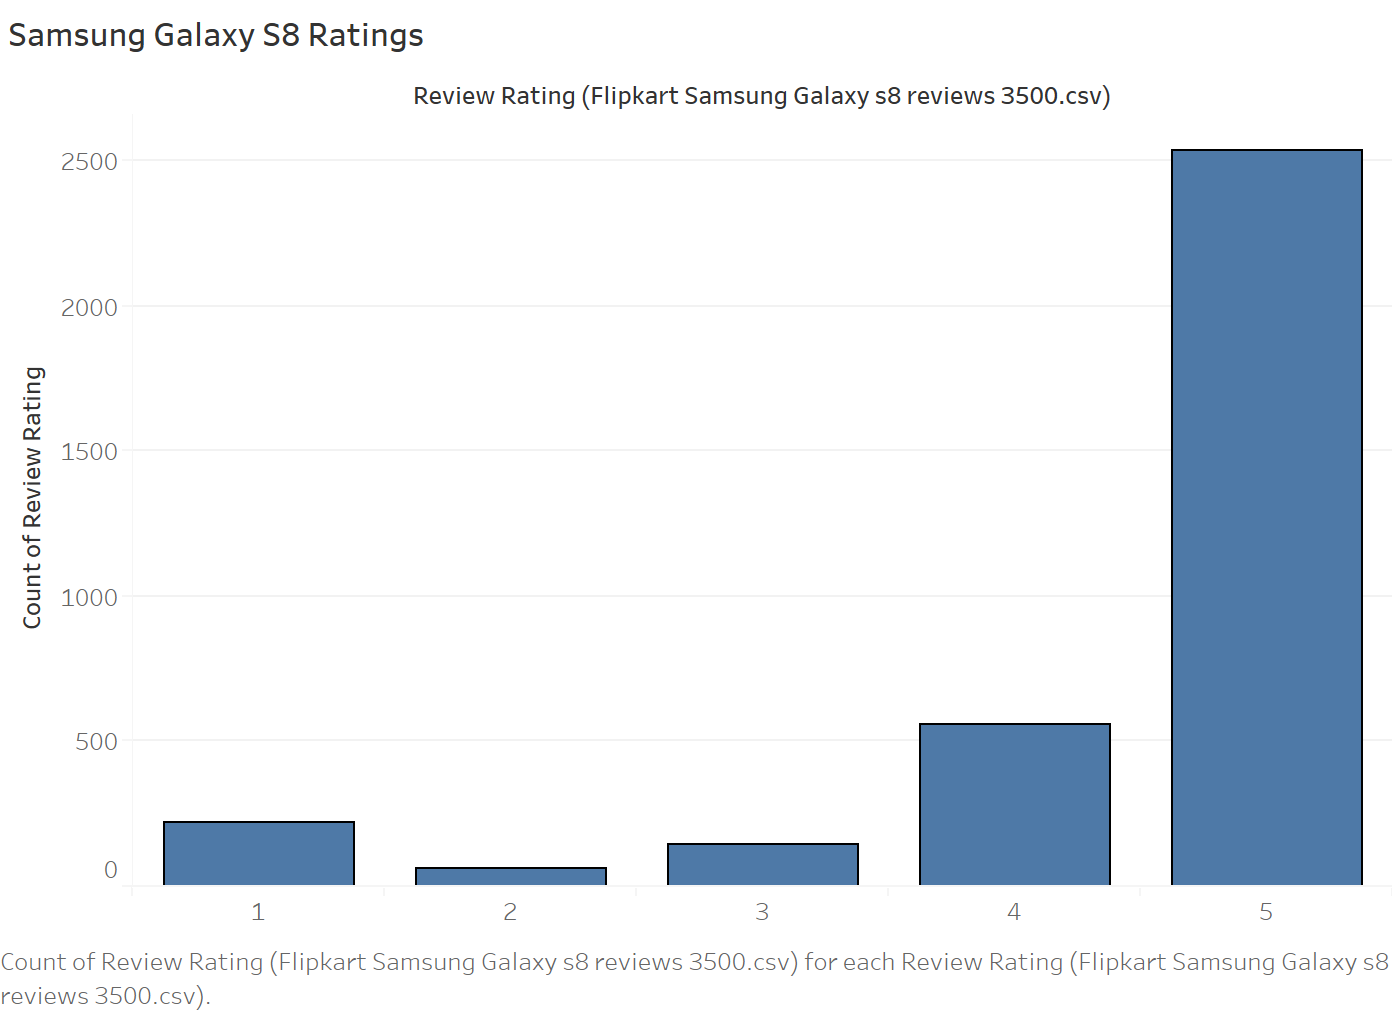 Samsung Galaxy S8 Ratings
Review Rating (Flipkart Samsung Galaxy s8 reviews 3500.csv)
Count of Review Rating
2500
2000
1500
1000
500
0
1 2 3 4 5
Count of Review Rating (Flipkart Samsung Galaxy s8 reviews 3500.csv) for each Review Rating (Flipkart Samsung Galaxy s8
reviews 3500.csv).